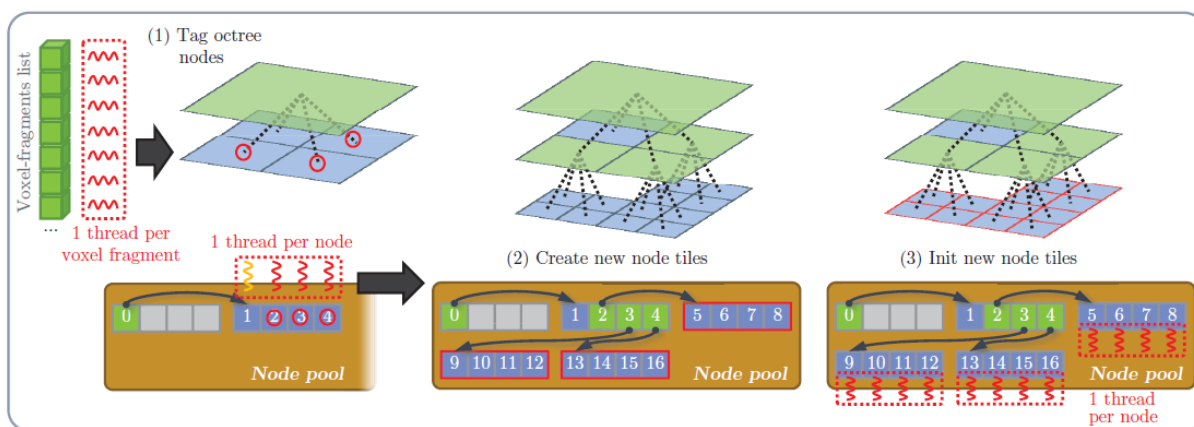 Voxel-fragments list
...
1 thread per
voxel fragment
(1) Tag octree
nodes
1 thread per node
0
1 2 3 4
Node pool
(2) Create new node tiles
0
1 2 3 4
5 6 7 8
9 10 11 12
13 14 15 16
Node pool
(3) Init new node tiles
0
1 2 3 4
5 6 7 8
9 10 11 12
13 14 15 16
Node pool
1 thread
per node